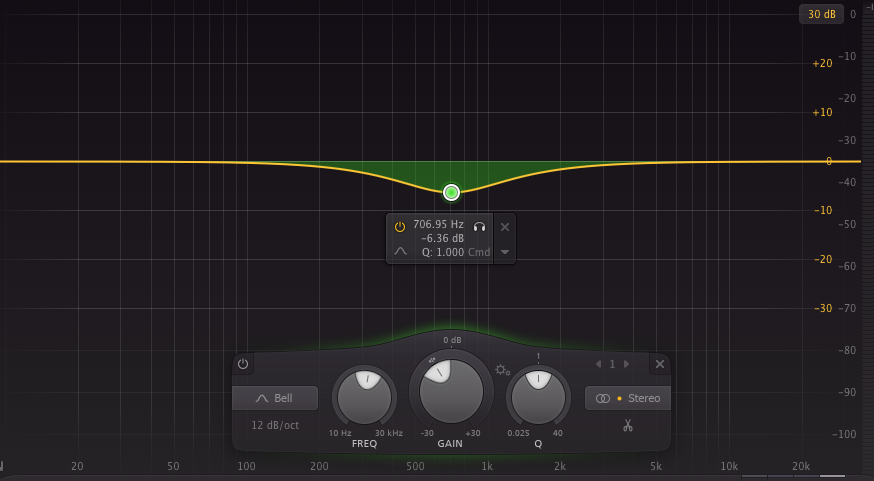 30 dB
0
-10
+20
-20
+10
-30
0
-40
-10
-50
-20
-60
-30
-70
-80
-90
-100
706.95 Hz
-6.36 dB
Q: 1.000 Cmd
0 dB
1
1
Bell
Stereo
12 dB/oct
10 Hz 30 kHz
FREQ
-30 +30
GAIN
0.025 40
Q
20 50 100 200 500 1k 2k 5k 10k 20k